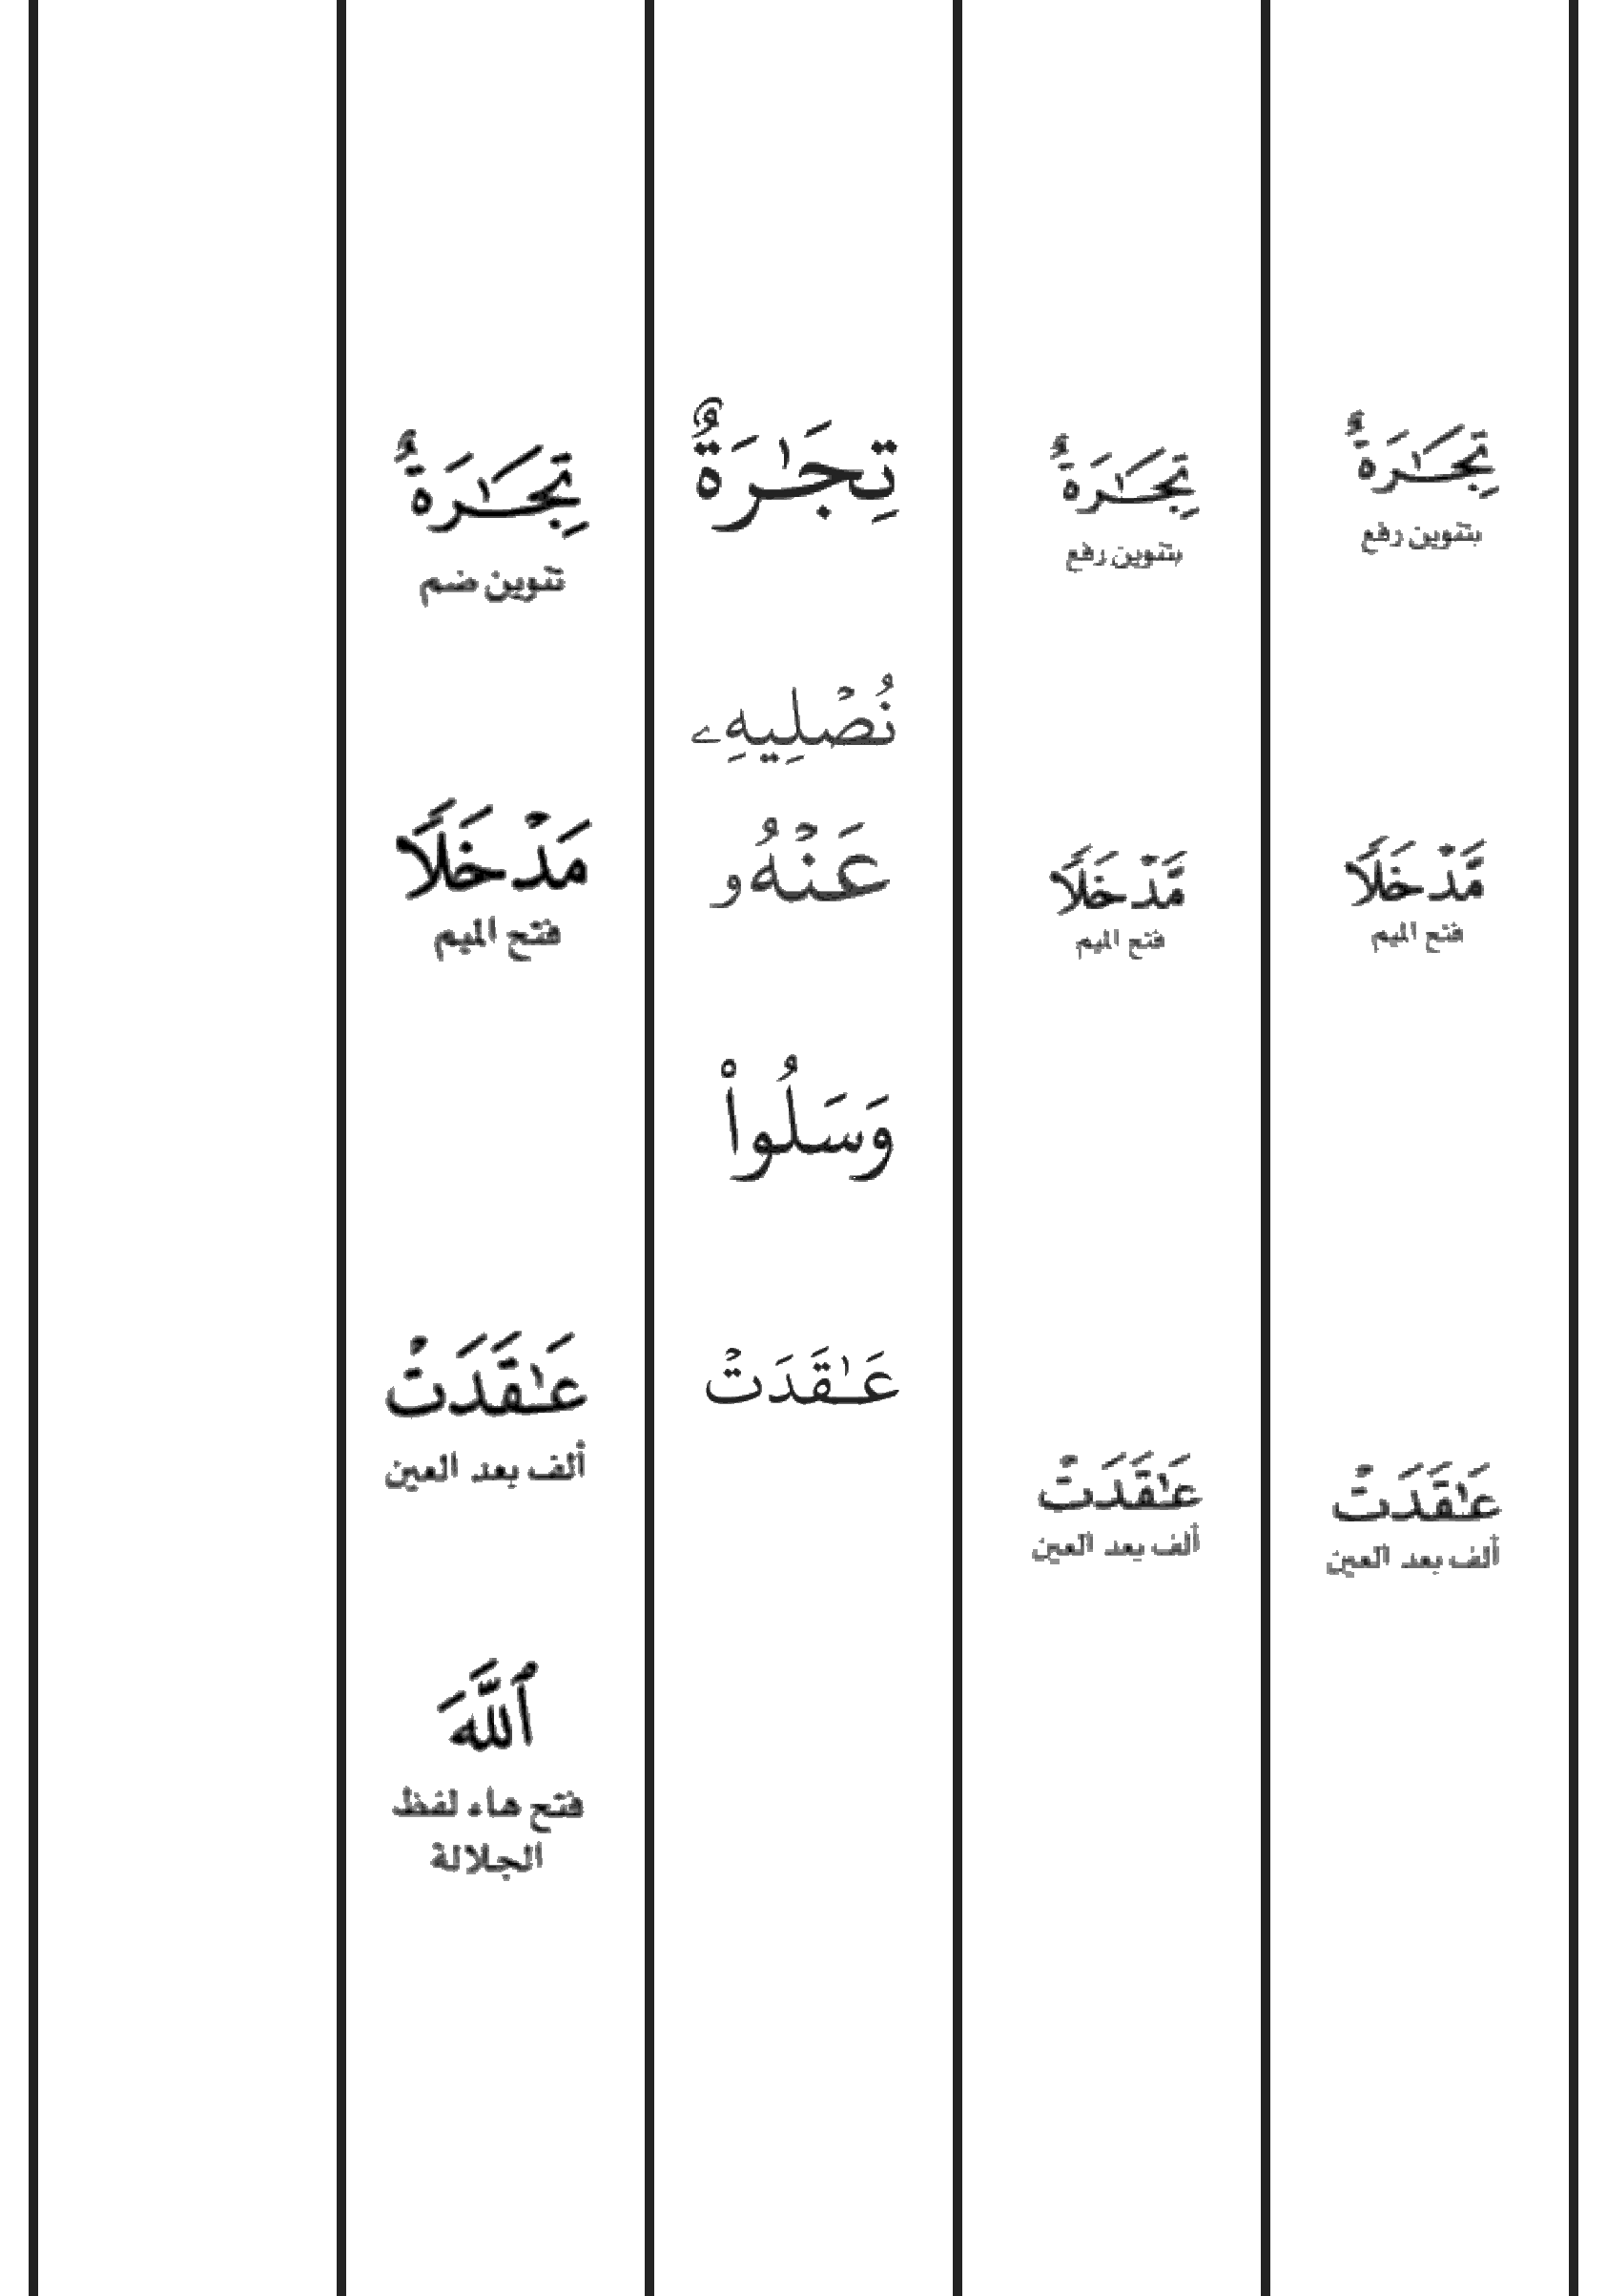 تِجَـٰرَةٌ
بتنوين رفع
مَّدْخَلًا
فتح الميم
عَـٰقَدَتْ
ألف بعد العين
تِجَـٰرَةٌ
بتنوين رفع
مَّدْخَلًا
فتح الميم
عَـٰقَدَتْ
ألف بعد العين
تِجَـٰرَةٌ
نُصْلِيهِۦ
عَنْهُۥ
وَسَلُوا۟
عَـٰقَدَتْ
تِجَـٰرَةٌ
تنوين ضم
مَدْخَلًا
فتح الميم
عَـٰقَدَتْ
ألف بعد العين
ٱللَّهَ
فتح هاء لفظ
الجلالة